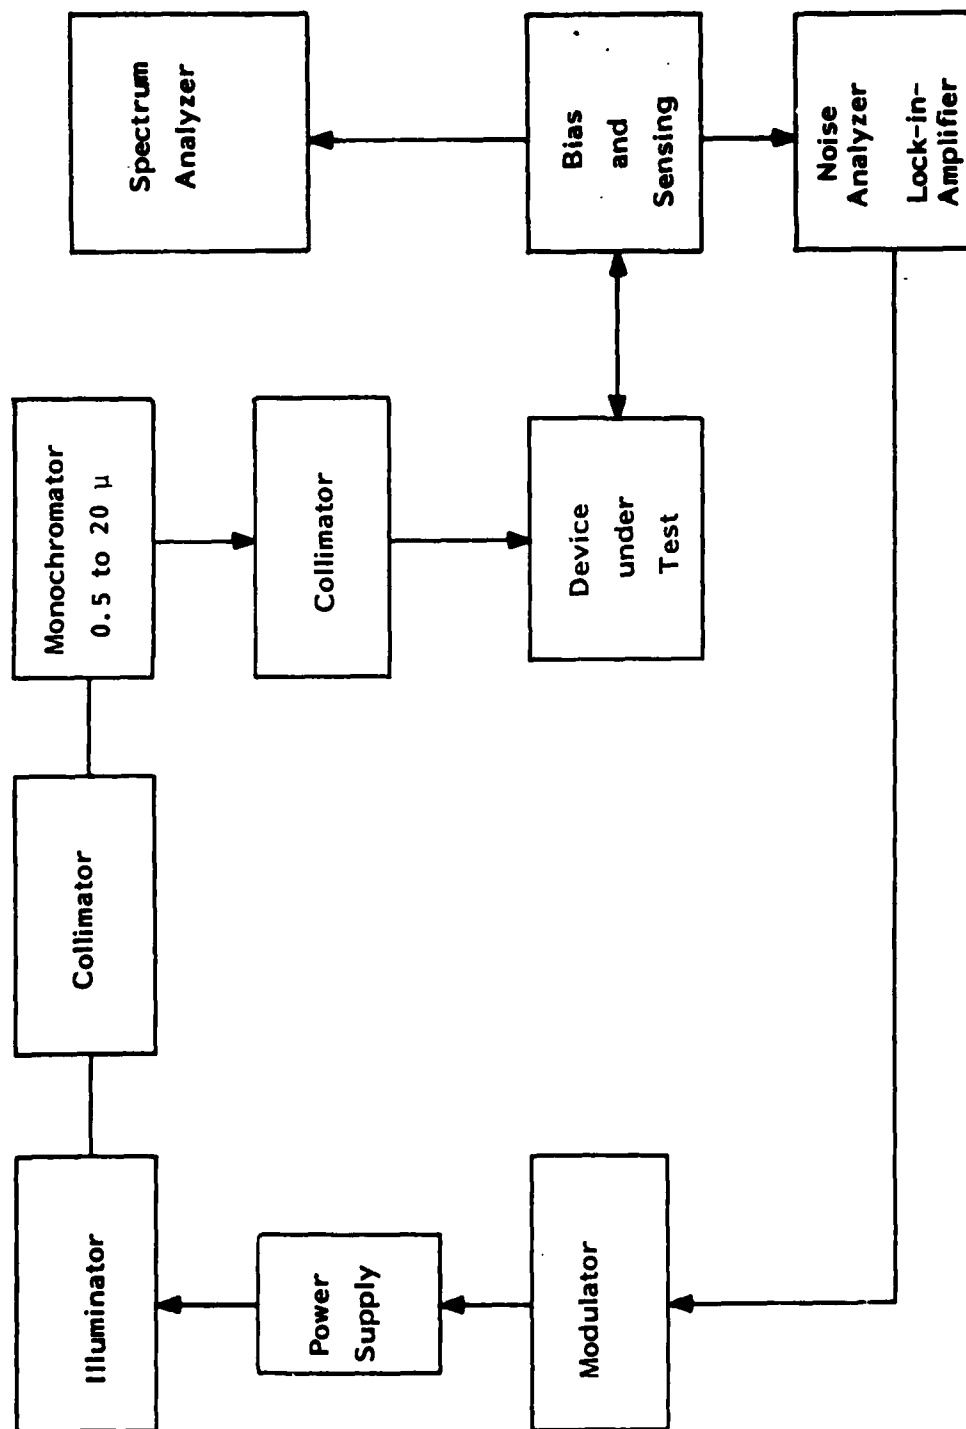 Illuminator
Collimator
Monochromator
0.5 to 20 μ
Spectrum
Analyzer
Power
Supply
Collimator
Modulator
Device
under
Test
Bias
and
Sensing
Noise
Analyzer
Lock-in-
Amplifier